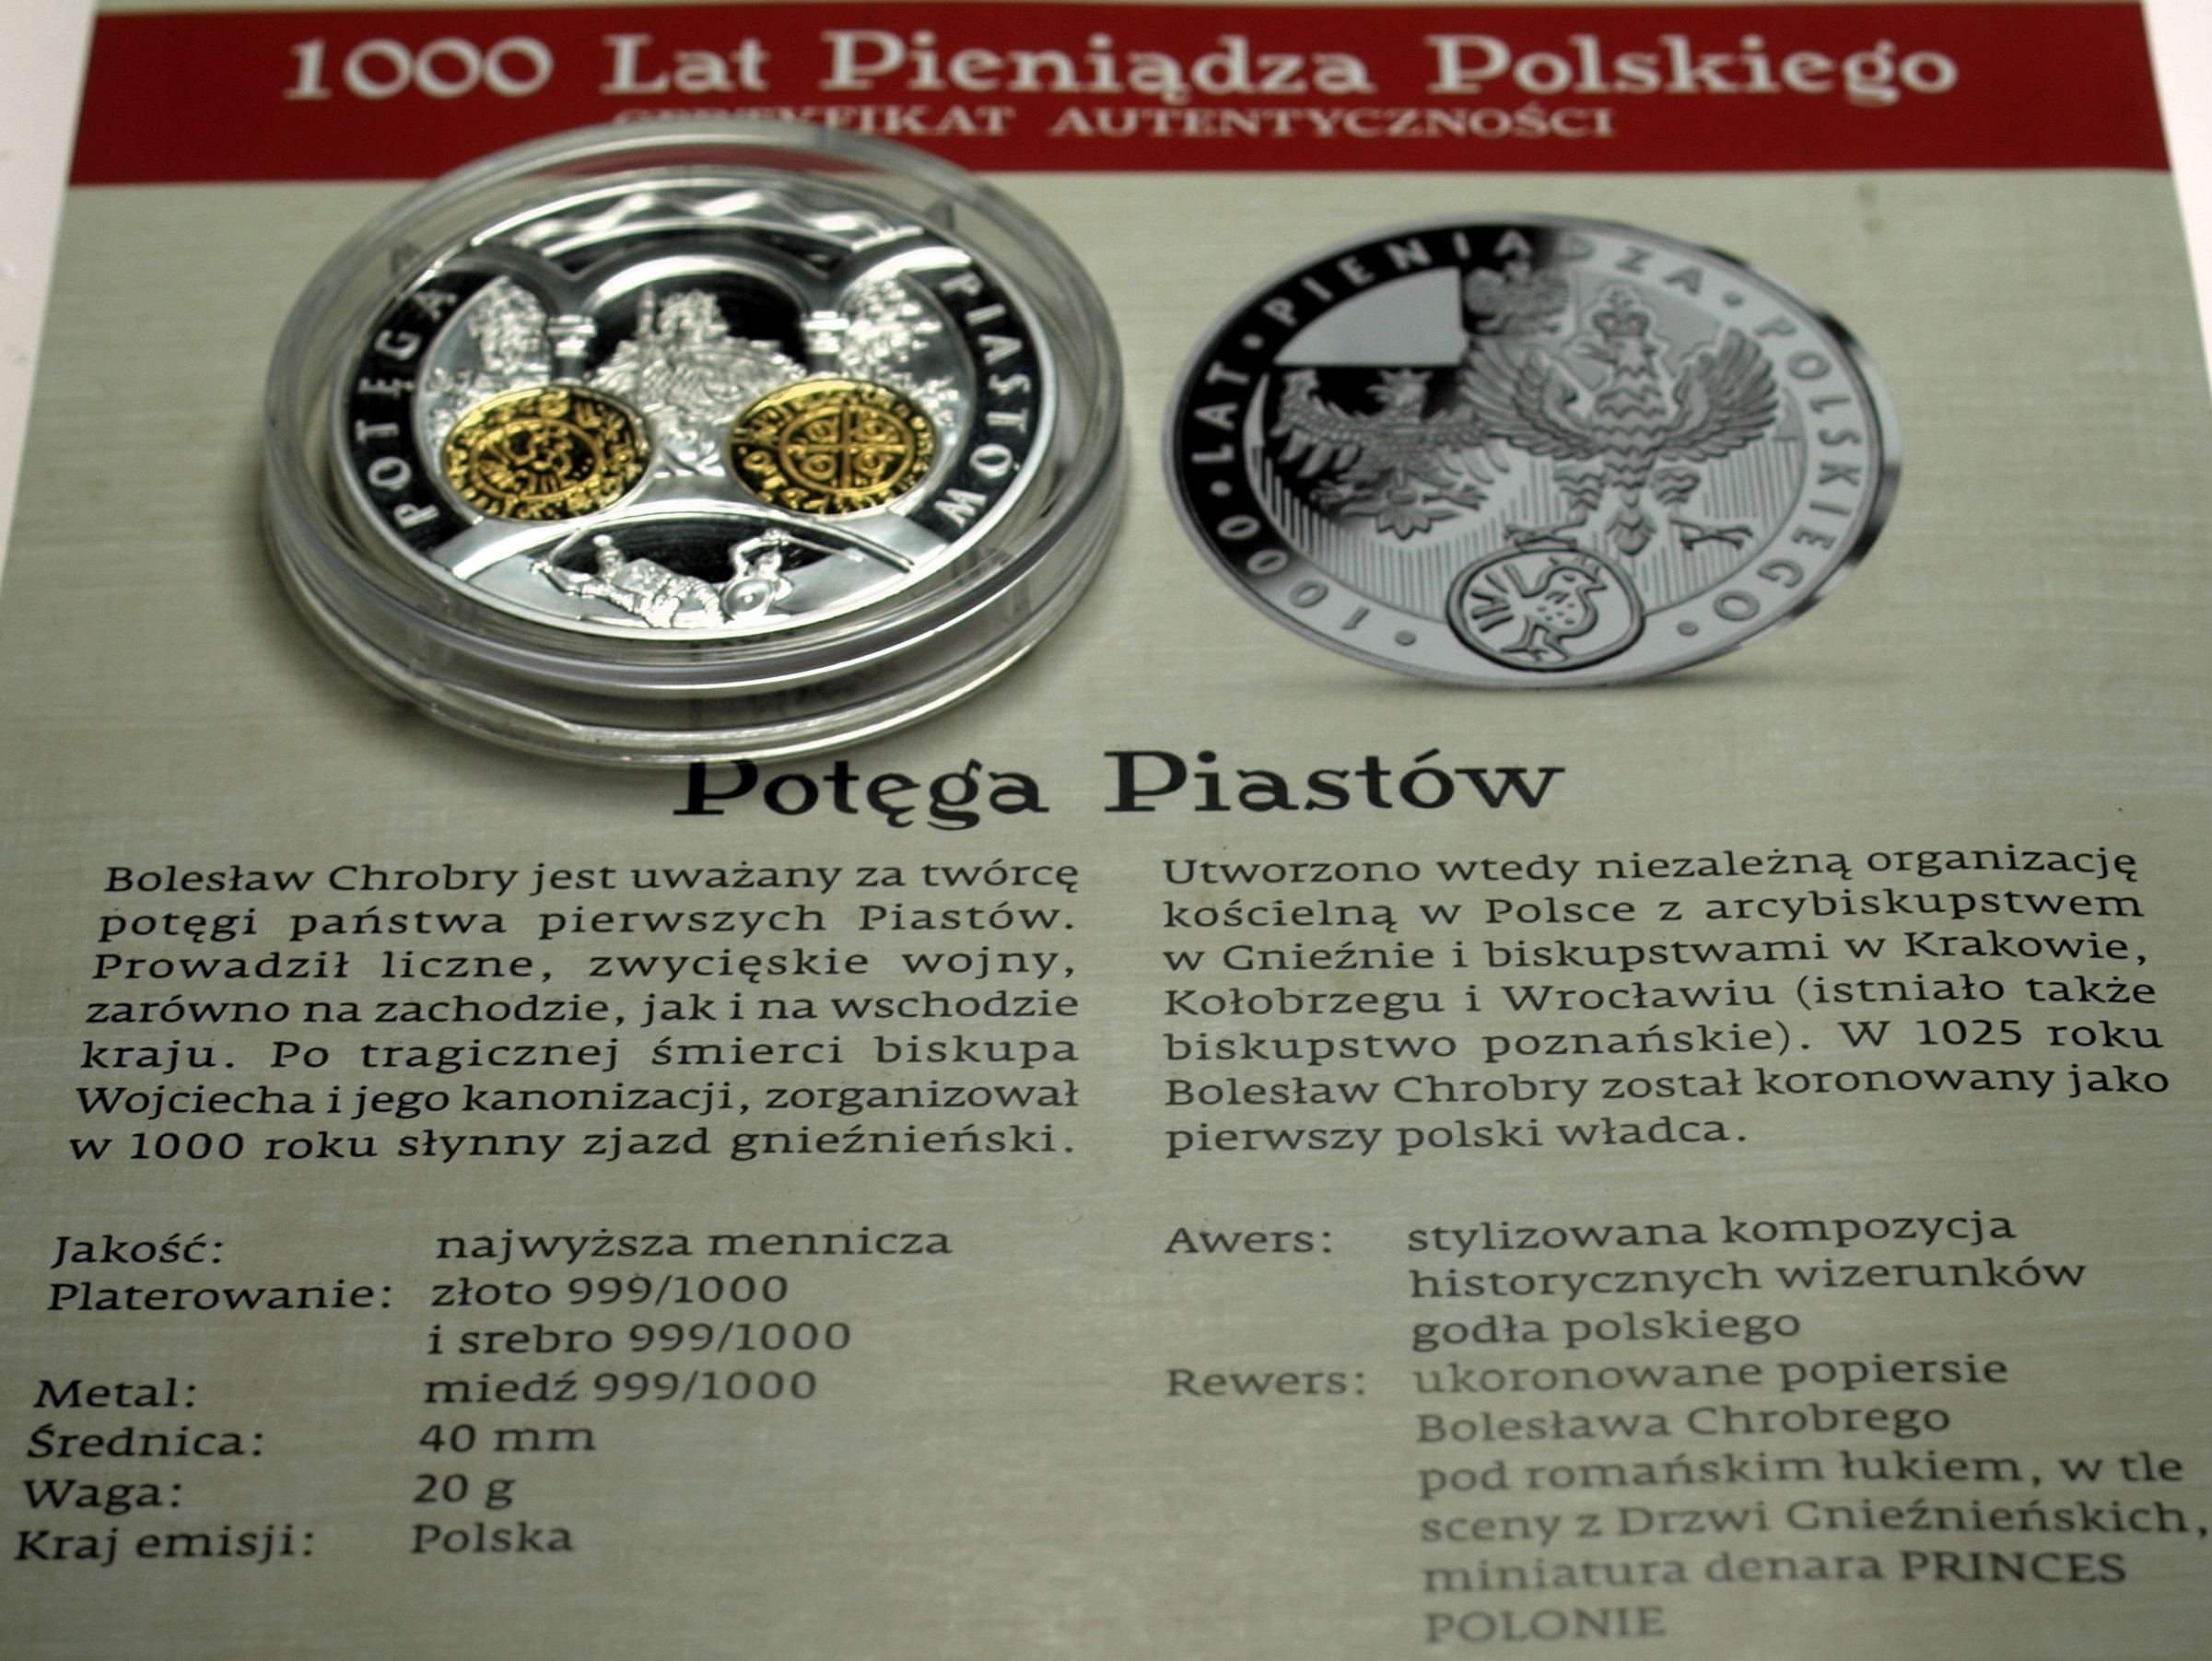 1000 Lat Pieniądza Polskiego
CERTYFIKAT AUTENTYCZNOŚCI
POTĘGA PIASTÓW
1000 • LAT • PIENIĄDZA • POLSKIEGO •
Potęga Piastów
Bolesław Chrobry jest uważany za twórcę
potęgi państwa pierwszych Piastów.
Prowadził liczne, zwycięskie wojny,
zarówno na zachodzie, jak i na wschodzie
kraju. Po tragicznej śmierci biskupa
Wojciecha i jego kanonizacji, zorganizował
w 1000 roku słynny zjazd gnieźnieński.
Utworzono wtedy niezależną organizację
kościelną w Polsce z arcybiskupstwem
w Gnieźnie i biskupstwami w Krakowie,
Kołobrzegu i Wrocławiu (istniało także
biskupstwo poznańskie). W 1025 roku
Bolesław Chrobry został koronowany jako
pierwszy polski władca.
Jakość: najwyższa mennicza
Platerowanie: złoto 999/1000
i srebro 999/1000
Metal: miedź 999/1000
Średnica: 40 mm
Waga: 20 g
Kraj emisji: Polska
Awers: stylizowana kompozycja
historycznych wizerunków
godła polskiego
Rewers: ukoronowane popiersie
Bolesława Chrobrego
pod romańskim łukiem, w tle
sceny z Drzwi Gnieźnieńskich,
miniatura denara PRINCES
POLONIE